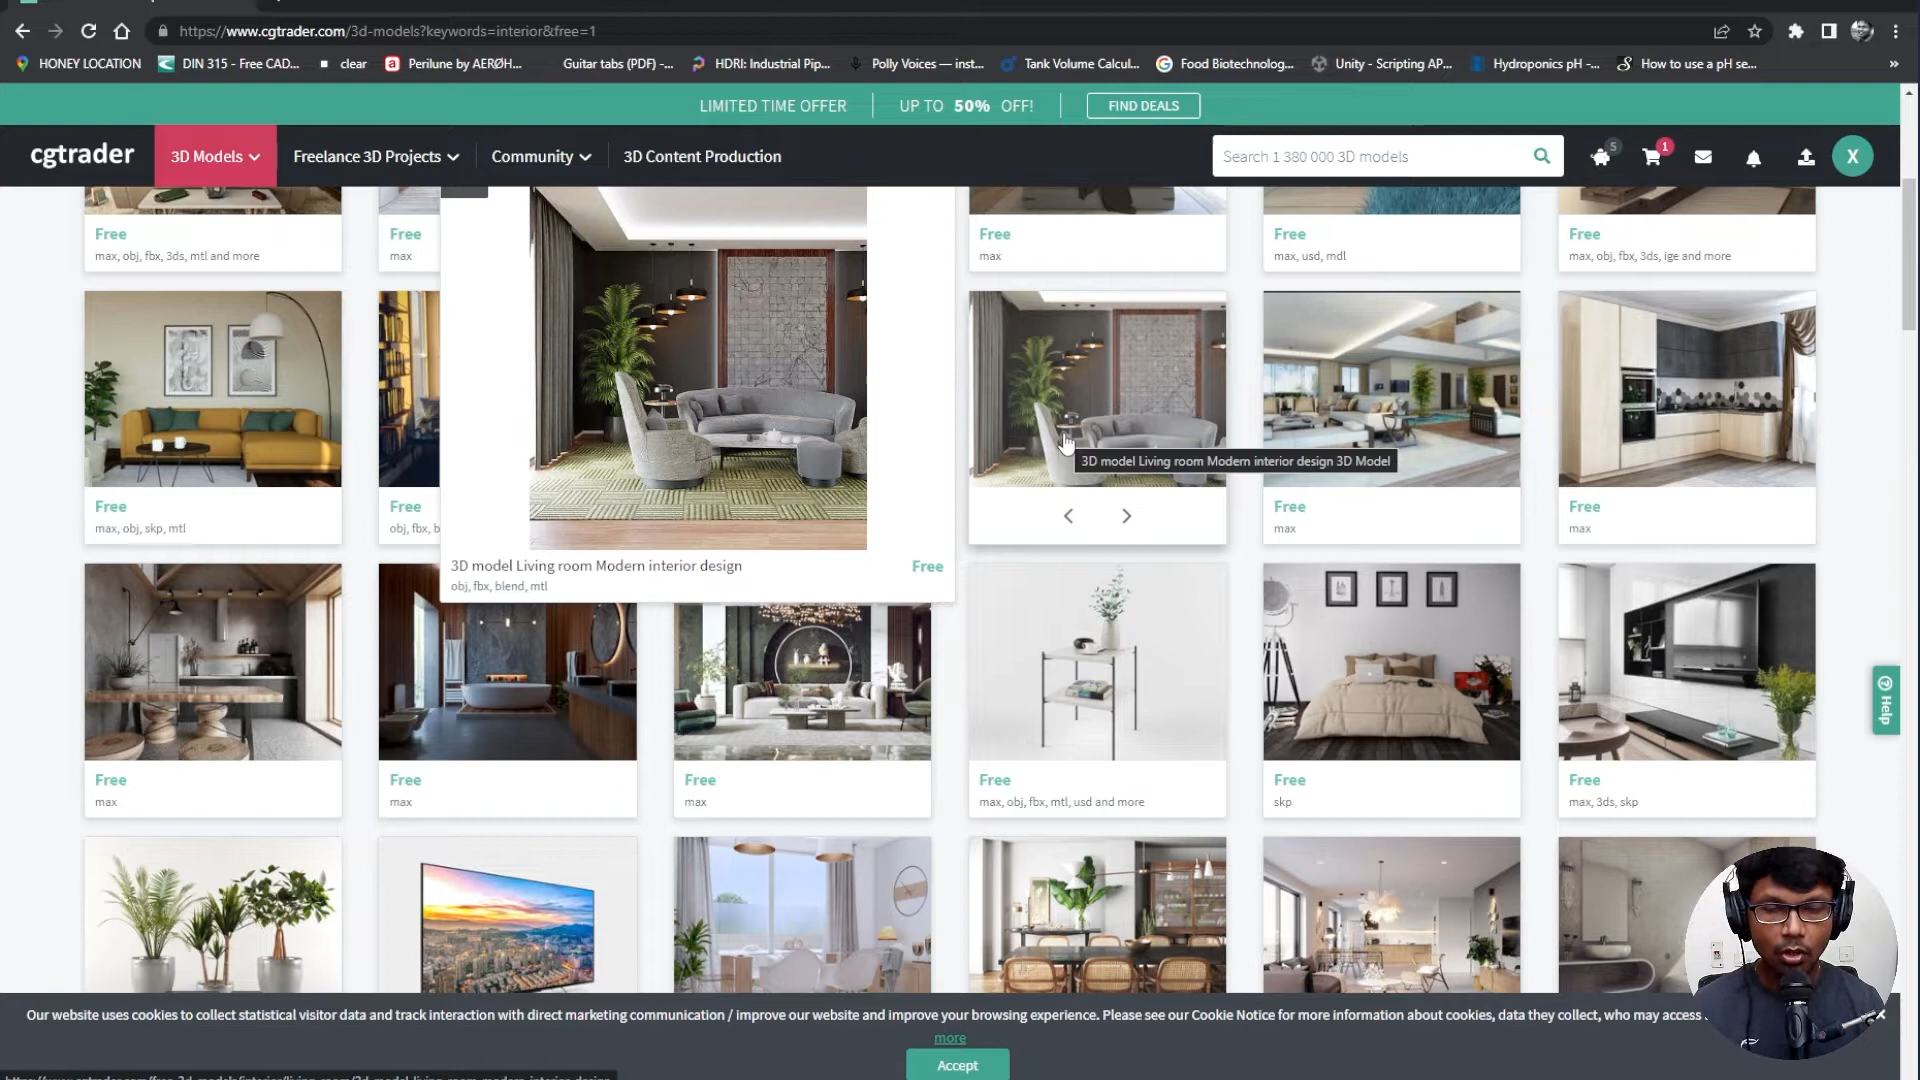 https://www.cgtrader.com/3d-models?keywords=interior&free=1
HONEY LOCATION
DIN 315 - Free CAD...
clear
Perilune by AERØH...
Guitar tabs (PDF) -...
HDRI: Industrial Pip...
Polly Voices — inst...
Tank Volume Calcul...
Food Biotechnolog...
Unity - Scripting AP...
Hydroponics pH -...
How to use a pH se...
LIMITED TIME OFFER
UP TO 50% OFF!
FIND DEALS
cgtrader
3D Models
Freelance 3D Projects
Community
3D Content Production
Search 1 380 000 3D models
5
1
X
Free
max, obj, fbx, 3ds, mtl and more
Free
max
Free
max
Free
max, usd, mdl
Free
max, obj, fbx, 3ds, ige and more
3D model Living room Modern interior design 3D Model
Free
max, obj, skp, mtl
Free
obj, fbx, b
Free
max
Free
max
3D model Living room Modern interior design
Free
obj, fbx, blend, mtl
Free
max
Free
max
Free
max
Free
max, obj, fbx, mtl, usd and more
Free
skp
Free
max, 3ds, skp
Help
Our website uses cookies to collect statistical visitor data and track interaction with direct marketing communication / improve our website and improve your browsing experience. Please see our Cookie Notice for more information about cookies, data they collect, who may access
more
Accept